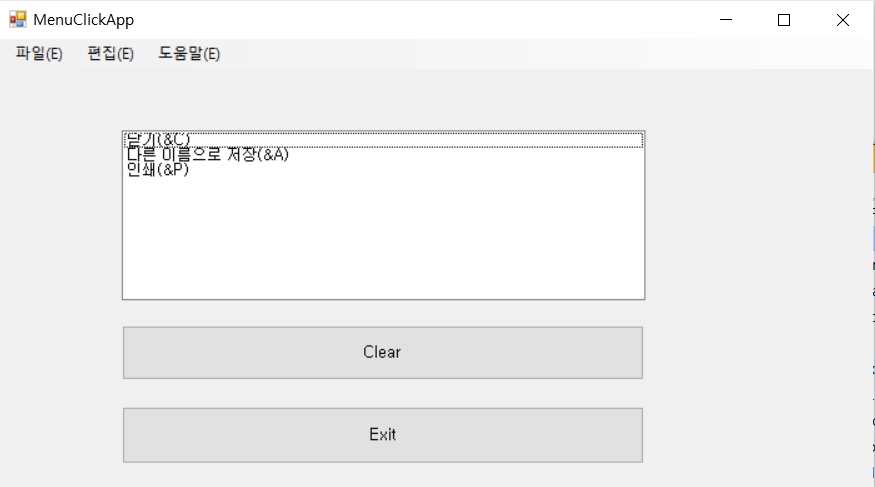 MenuClickApp
파일(E) 편집(E) 도움말(E)
닫기(&C)
다른 이름으로 저장(&A)
인쇄(&P)
Clear
Exit